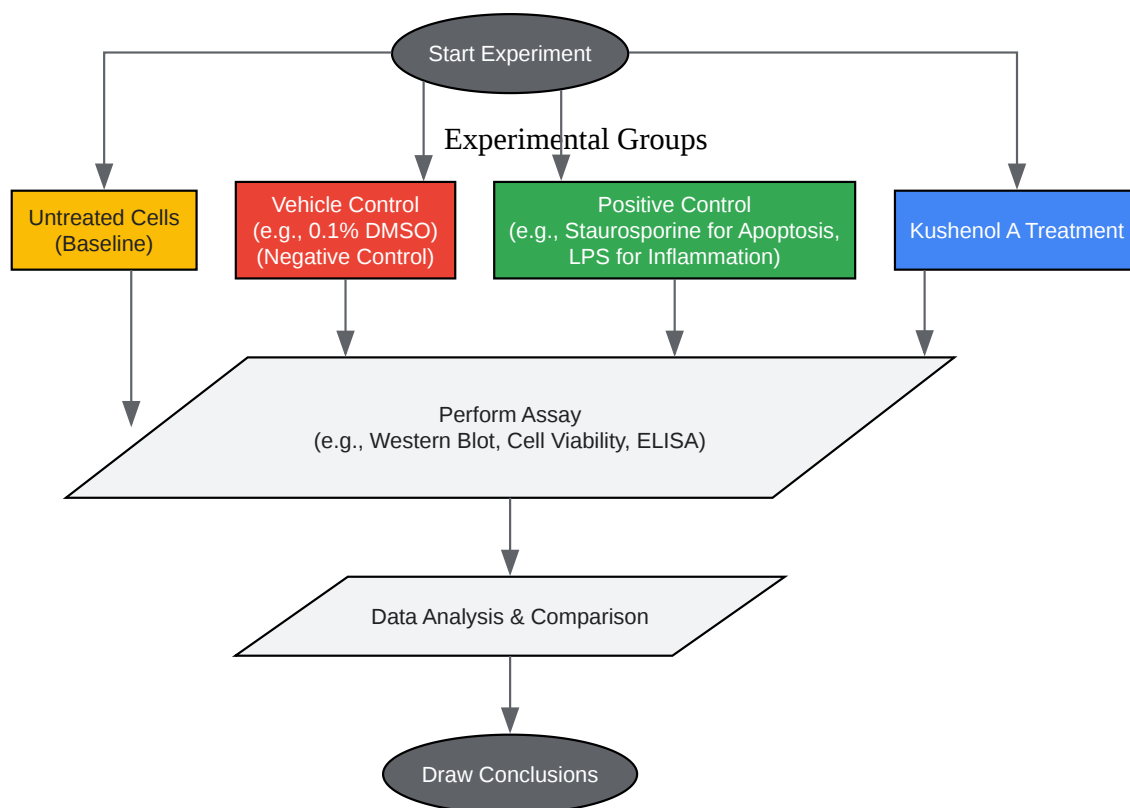 Start Experiment
Experimental Groups
Untreated Cells
(Baseline)
Vehicle Control
(e.g., 0.1% DMSO)
(Negative Control)
Positive Control
(e.g., Staurosporine for Apoptosis,
LPS for Inflammation)
Kushenol A Treatment
Perform Assay
(e.g., Western Blot, Cell Viability, ELISA)
Data Analysis & Comparison
Draw Conclusions